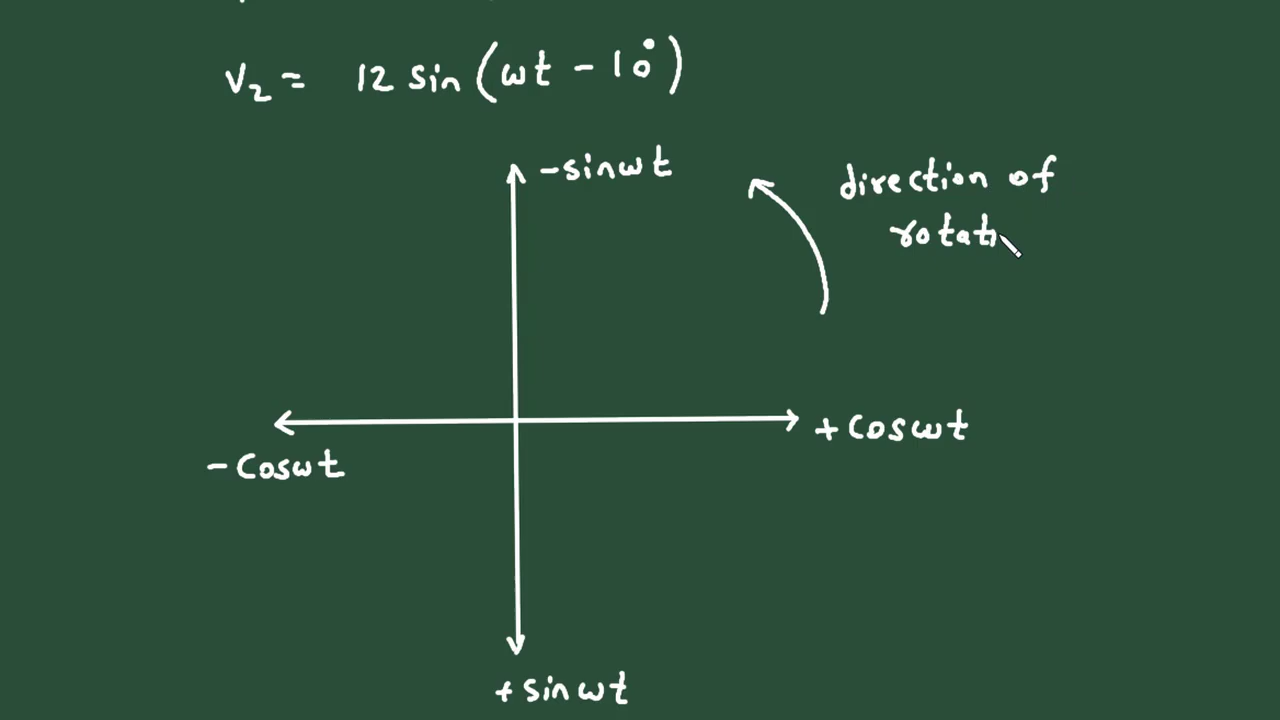 v₂ = 12 sin (ωt - 10°)
-sinωt
direction of
rotati
+cosωt
-cosωt
+sinωt